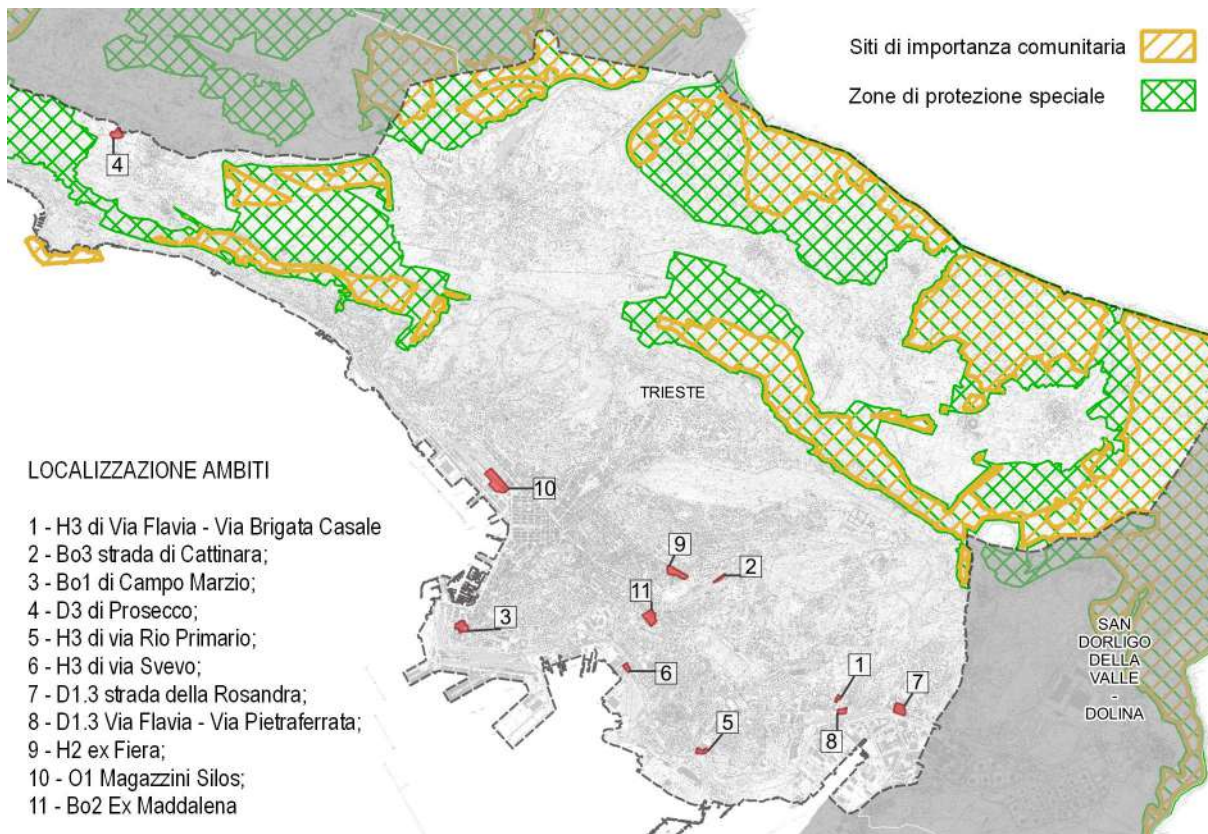 Siti di importanza comunitaria
Zone di protezione speciale
4
TRIESTE
LOCALIZZAZIONE AMBITI
1 - H3 di Via Flavia - Via Brigata Casale
2 - Bo3 strada di Cattinara;
3 - Bo1 di Campo Marzio;
4 - D3 di Prosecco;
5 - H3 di via Rio Primario;
6 - H3 di via Svevo;
7 - D1.3 strada della Rosandra;
8 - D1.3 Via Flavia - Via Pietraferrata;
9 - H2 ex Fiera;
10 - O1 Magazzini Silos;
11 - Bo2 Ex Maddalena
10
9
2
11
3
6
1
7
5
8
SAN
DORLIGO
DELLA
VALLE
-
DOLINA